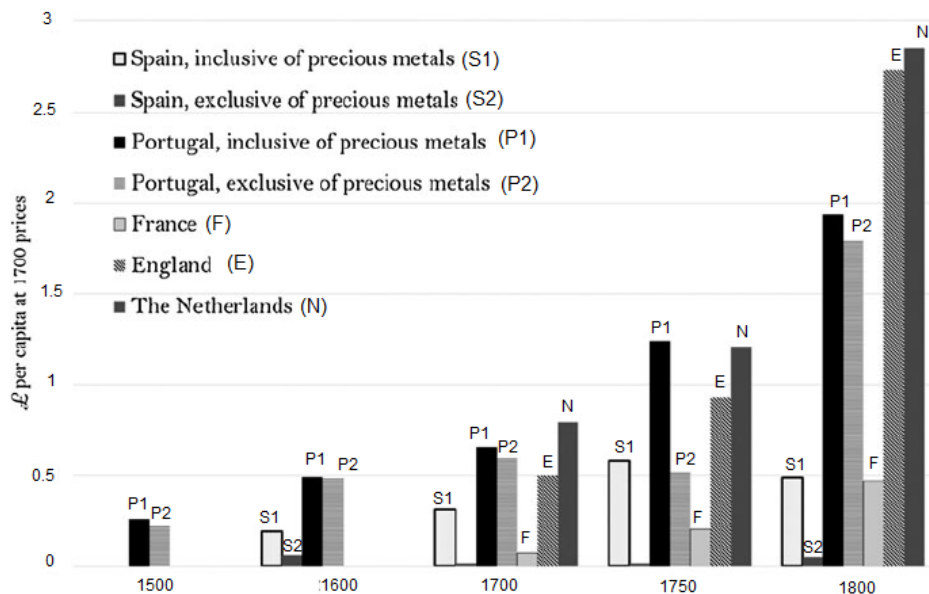 3
2.5
2
1.5
1
0.5
0
£ per capita at 1700 prices
Spain, inclusive of precious metals (S1)
Spain, exclusive of precious metals (S2)
Portugal, inclusive of precious metals (P1)
Portugal, exclusive of precious metals (P2)
France (F)
England (E)
The Netherlands (N)
P1 P2
S1 S2 P1 P2
S1 P1 P2 F E N
S1 P1 P2 F E N
S1 S2 P1 P2 F E N
1500 :1600 1700 1750 1800